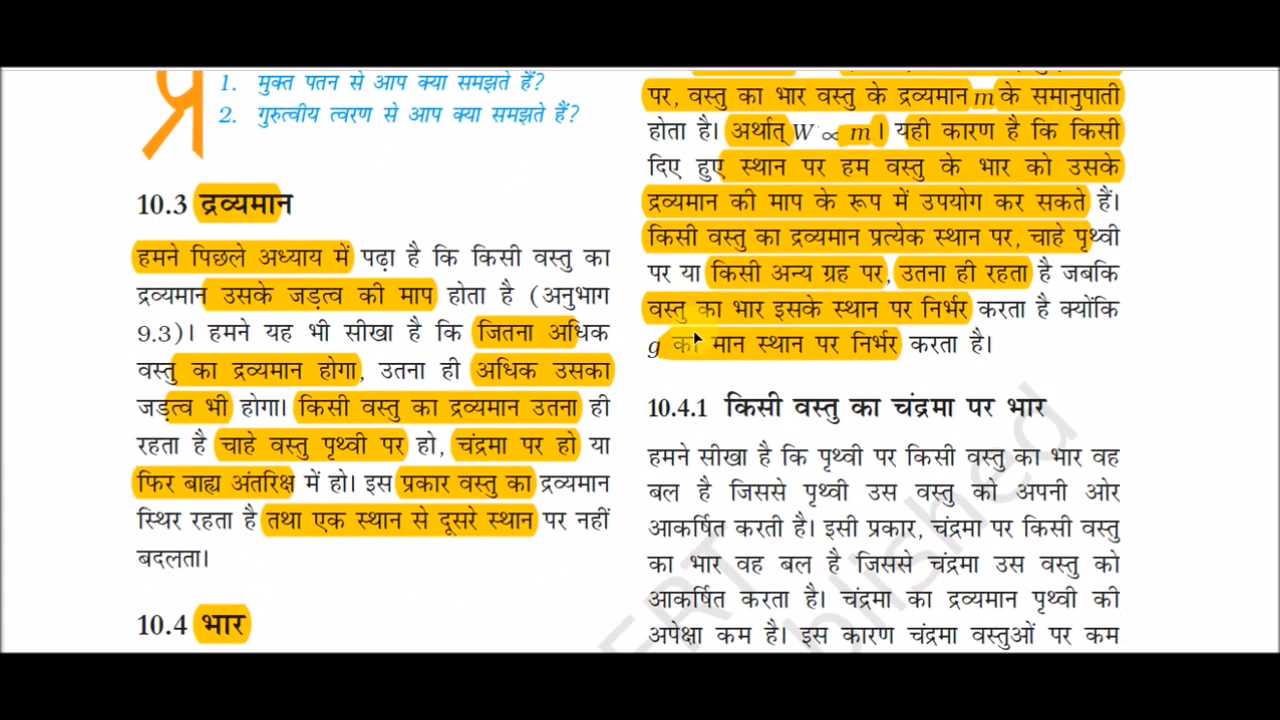 प्र
1. मुक्त पतन से आप क्या समझते हैं?
2. गुरुत्वीय त्वरण से आप क्या समझते हैं?
10.3 द्रव्यमान
हमने पिछले अध्याय में पढ़ा है कि किसी वस्तु का
द्रव्यमान उसके जड़त्व की माप होता है (अनुभाग
9.3)। हमने यह भी सीखा है कि जितना अधिक
वस्तु का द्रव्यमान होगा, उतना ही अधिक उसका
जड़त्व भी होगा। किसी वस्तु का द्रव्यमान उतना ही
रहता है चाहे वस्तु पृथ्वी पर हो, चंद्रमा पर हो या
फिर बाह्य अंतरिक्ष में हो। इस प्रकार वस्तु का द्रव्यमान
स्थिर रहता है तथा एक स्थान से दूसरे स्थान पर नहीं
बदलता।
10.4 भार
पर, वस्तु का भार वस्तु के द्रव्यमान m के समानुपाती
होता है। अर्थात् W ∝ m। यही कारण है कि किसी
दिए हुए स्थान पर हम वस्तु के भार को उसके
द्रव्यमान की माप के रूप में उपयोग कर सकते हैं।
किसी वस्तु का द्रव्यमान प्रत्येक स्थान पर, चाहे पृथ्वी
पर या किसी अन्य ग्रह पर, उतना ही रहता है जबकि
वस्तु का भार इसके स्थान पर निर्भर करता है क्योंकि
g का मान स्थान पर निर्भर करता है।
10.4.1 किसी वस्तु का चंद्रमा पर भार
हमने सीखा है कि पृथ्वी पर किसी वस्तु का भार वह
बल है जिससे पृथ्वी उस वस्तु को अपनी ओर
आकर्षित करती है। इसी प्रकार, चंद्रमा पर किसी वस्तु
का भार वह बल है जिससे चंद्रमा उस वस्तु को
आकर्षित करता है। चंद्रमा का द्रव्यमान पृथ्वी की
अपेक्षा कम है। इस कारण चंद्रमा वस्तुओं पर कम